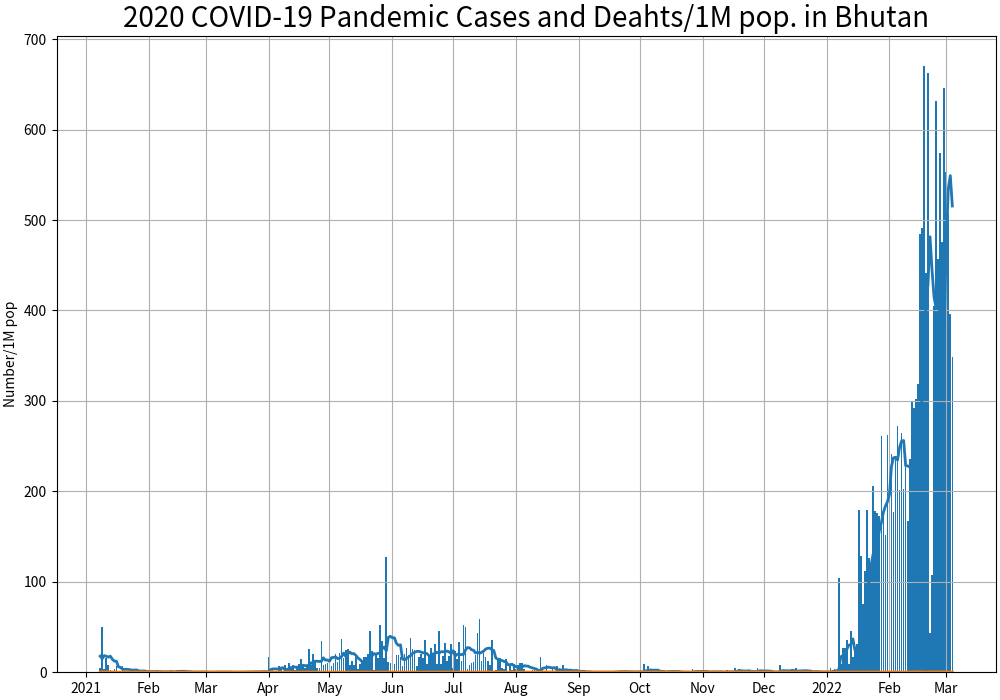 2020 COVID-19 Pandemic Cases and Deahts/1M pop. in Bhutan
Number/1M pop
700
600
500
400
300
200
100
0
2021 Feb Mar Apr May Jun Jul Aug Sep Oct Nov Dec 2022 Feb Mar